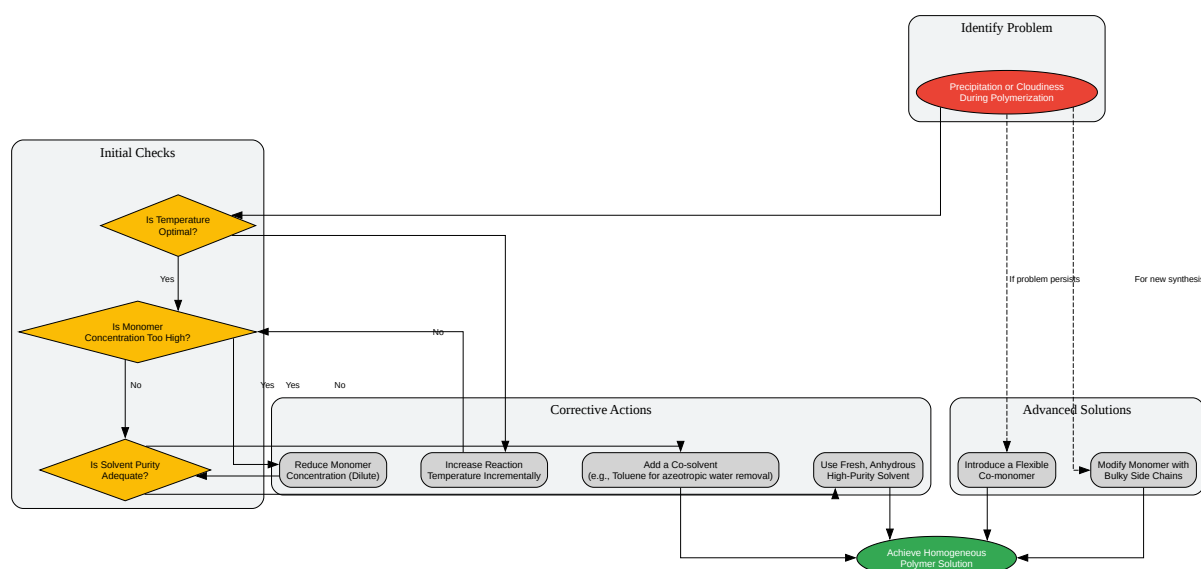 Identify Problem
Precipitation or Cloudiness
During Polymerization
Initial Checks
Is Temperature
Optimal?
Yes
If problem persists
For new synthesis
Is Monomer
Concentration Too High?
No
No
Yes
Yes
No
Corrective Actions
Advanced Solutions
Is Solvent Purity
Adequate?
Reduce Monomer
Concentration (Dilute)
Increase Reaction
Temperature Incrementally
Add a Co-solvent
(e.g., Toluene for azeotropic water removal)
Use Fresh, Anhydrous
High-Purity Solvent
Introduce a Flexible
Co-monomer
Modify Monomer with
Bulky Side Chains
Achieve Homogeneous
Polymer Solution